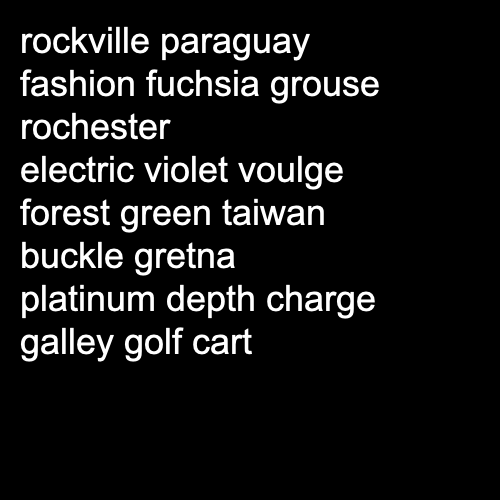 rockville paraguay
fashion fuchsia grouse
rochester
electric violet voulge
forest green taiwan
buckle gretna
platinum depth charge
galley golf cart